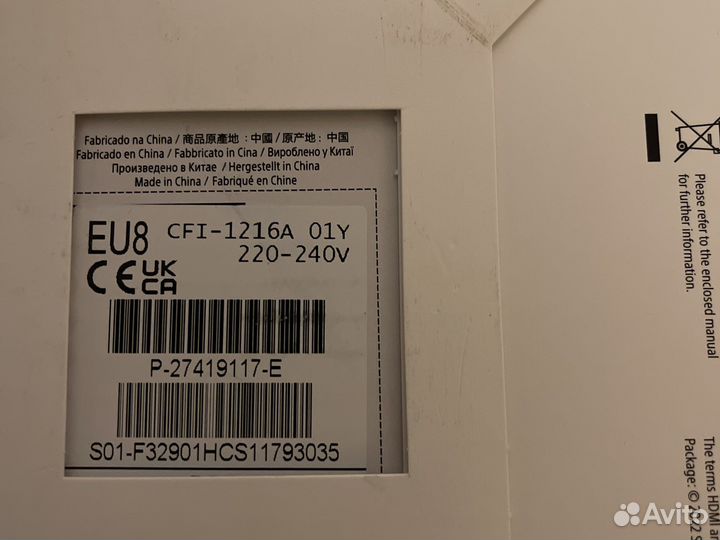 Fabricado na China / 商品原產地 : 中國 / 原产地: 中国
Fabricado en China / Fabbricato in Cina / Вироблено у Китаї
Произведено в Китае / Hergestellt in China
Made in China / Fabriqué en Chine
EU8 CFI-1216A 01Y
220-240V
CE UK
CA
P-27419117-E
S01-F32901HCS11793035
Please refer to the enclosed manual
for further information.
The terms HDMI
Package: © 2022
Avito